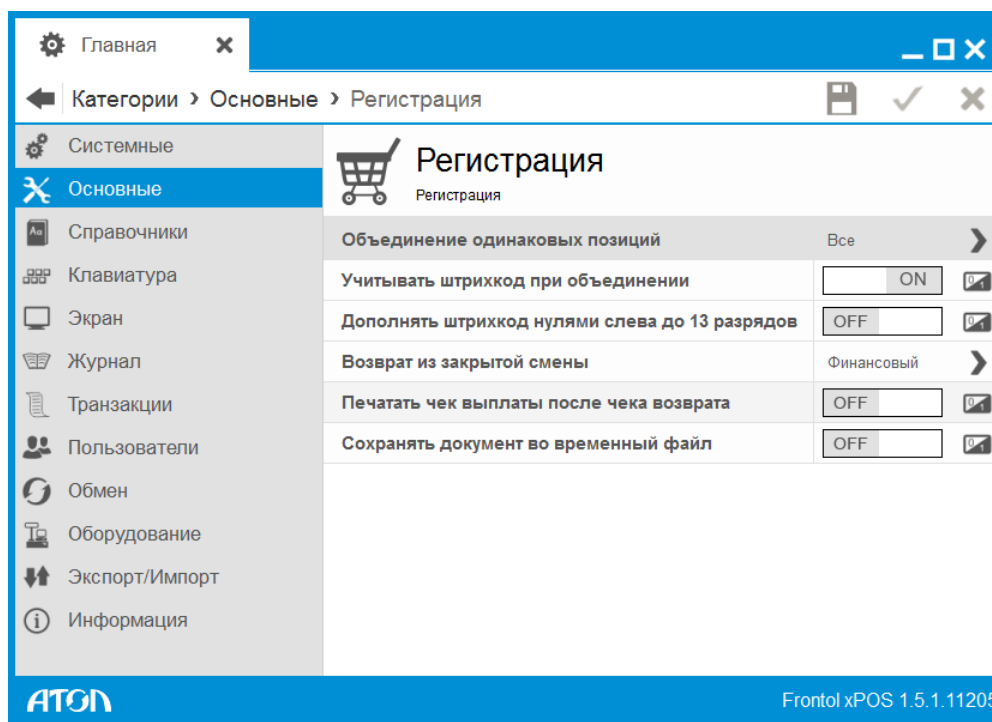 Главная
Категории › Основные › Регистрация
Системные
Основные
Справочники
Клавиатура
Экран
Журнал
Транзакции
Пользователи
Обмен
Оборудование
Экспорт/Импорт
Информация
Регистрация
Регистрация
Объединение одинаковых позиций Все
Учитывать штрихкод при объединении ON
Дополнять штрихкод нулями слева до 13 разрядов OFF
Возврат из закрытой смены Финансовый
Печатать чек выплаты после чека возврата OFF
Сохранять документ во временный файл OFF
ATOL
Frontol xPOS 1.5.1.11205